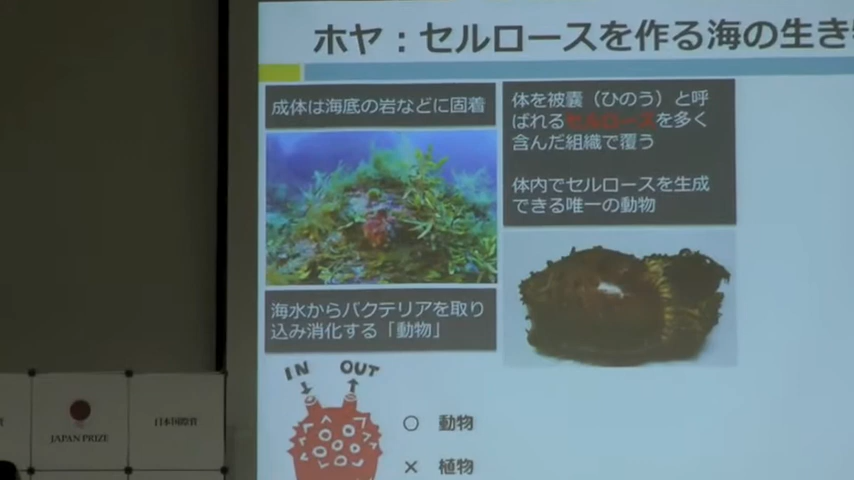 ホヤ：セルロースを作る海の生き
成体は海底の岩などに固着
体を被嚢（ひのう）と呼
ばれるセルロースを多く
含んだ組織で覆う
体内でセルロースを生成
できる唯一の動物
海水からバクテリアを取り
込み消化する「動物」
IN OUT
○ 動物
× 植物
JAPAN PRIZE
日本国際賞